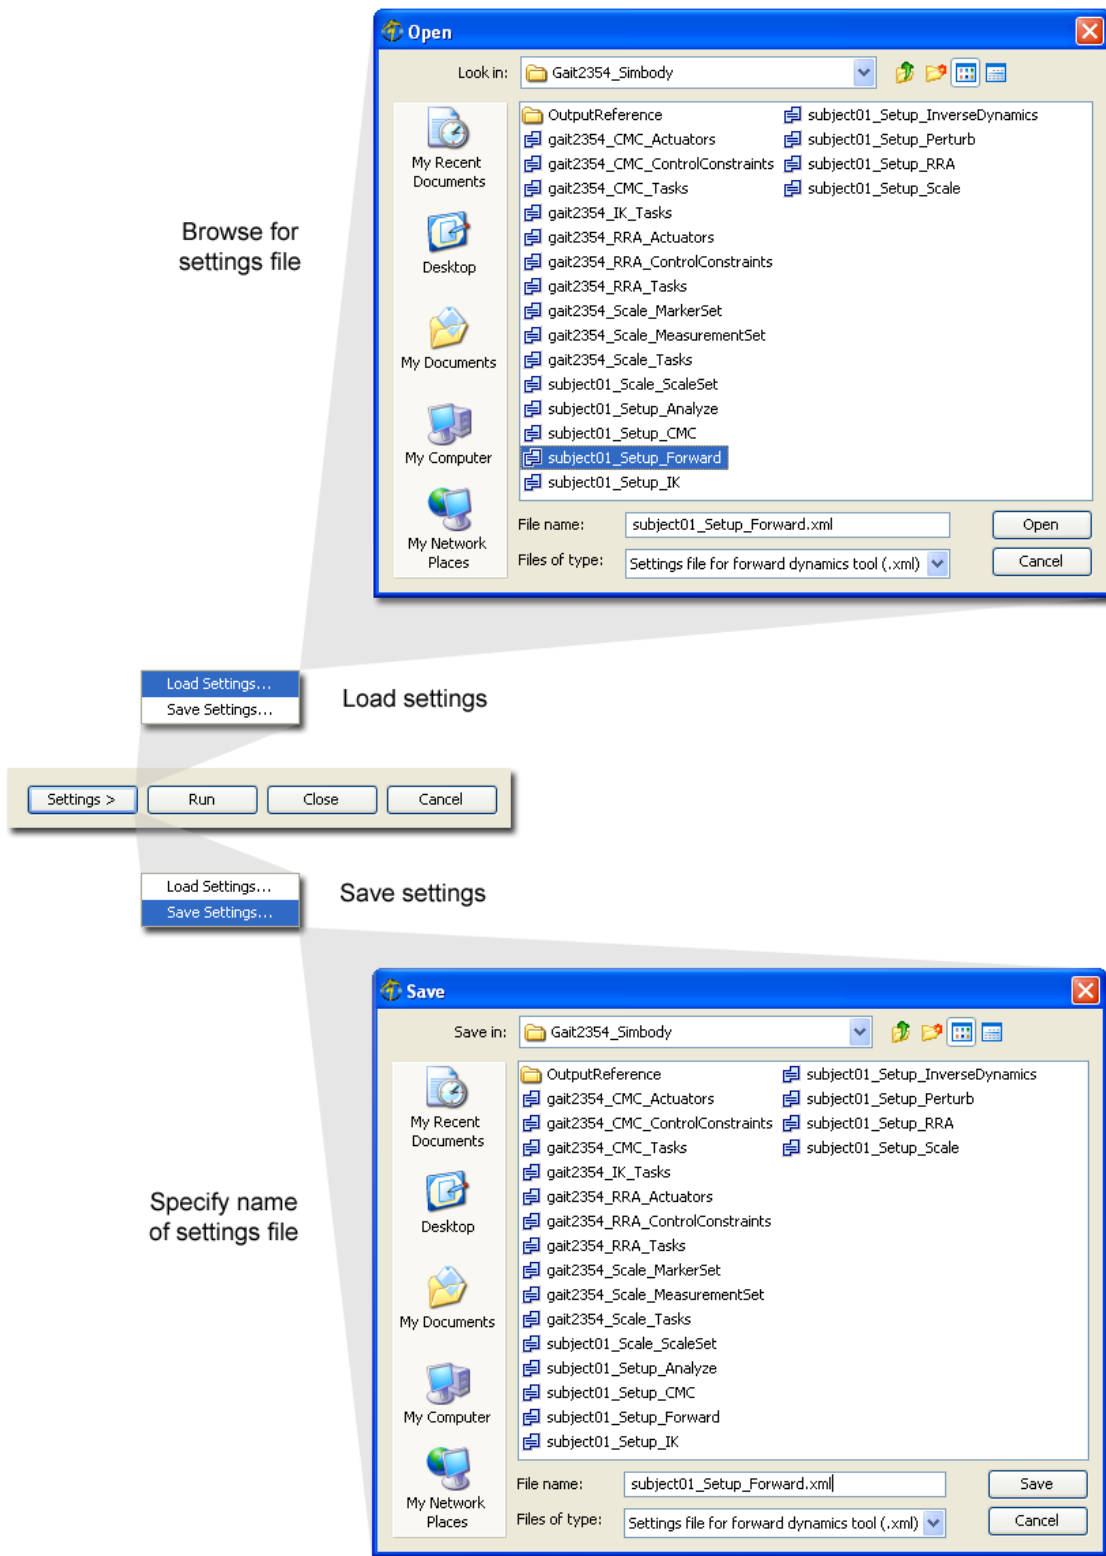 Open
Look in:
Gait2354_Simbody
My Recent
Documents
Desktop
My Documents
My Computer
My Network
Places
OutputReference
gait2354_CMC_Actuators
gait2354_CMC_ControlConstraints
gait2354_CMC_Tasks
gait2354_IK_Tasks
gait2354_RRA_Actuators
gait2354_RRA_ControlConstraints
gait2354_RRA_Tasks
gait2354_Scale_MarkerSet
gait2354_Scale_MeasurementSet
gait2354_Scale_Tasks
subject01_Scale_ScaleSet
subject01_Setup_Analyze
subject01_Setup_CMC
subject01_Setup_Forward
subject01_Setup_IK
subject01_Setup_InverseDynamics
subject01_Setup_Perturb
subject01_Setup_RRA
subject01_Setup_Scale
File name:
subject01_Setup_Forward.xml
Open
Files of type:
Settings file for forward dynamics tool (.xml)
Cancel
Browse for
settings file
Load Settings...
Save Settings...
Load settings
Settings >
Run
Close
Cancel
Load Settings...
Save Settings...
Save settings
Save
Save in:
Gait2354_Simbody
My Recent
Documents
Desktop
My Documents
My Computer
My Network
Places
OutputReference
gait2354_CMC_Actuators
gait2354_CMC_ControlConstraints
gait2354_CMC_Tasks
gait2354_IK_Tasks
gait2354_RRA_Actuators
gait2354_RRA_ControlConstraints
gait2354_RRA_Tasks
gait2354_Scale_MarkerSet
gait2354_Scale_MeasurementSet
gait2354_Scale_Tasks
subject01_Scale_ScaleSet
subject01_Setup_Analyze
subject01_Setup_CMC
subject01_Setup_Forward
subject01_Setup_IK
subject01_Setup_InverseDynamics
subject01_Setup_Perturb
subject01_Setup_RRA
subject01_Setup_Scale
File name:
subject01_Setup_Forward.xml
Save
Files of type:
Settings file for forward dynamics tool (.xml)
Cancel
Specify name
of settings file